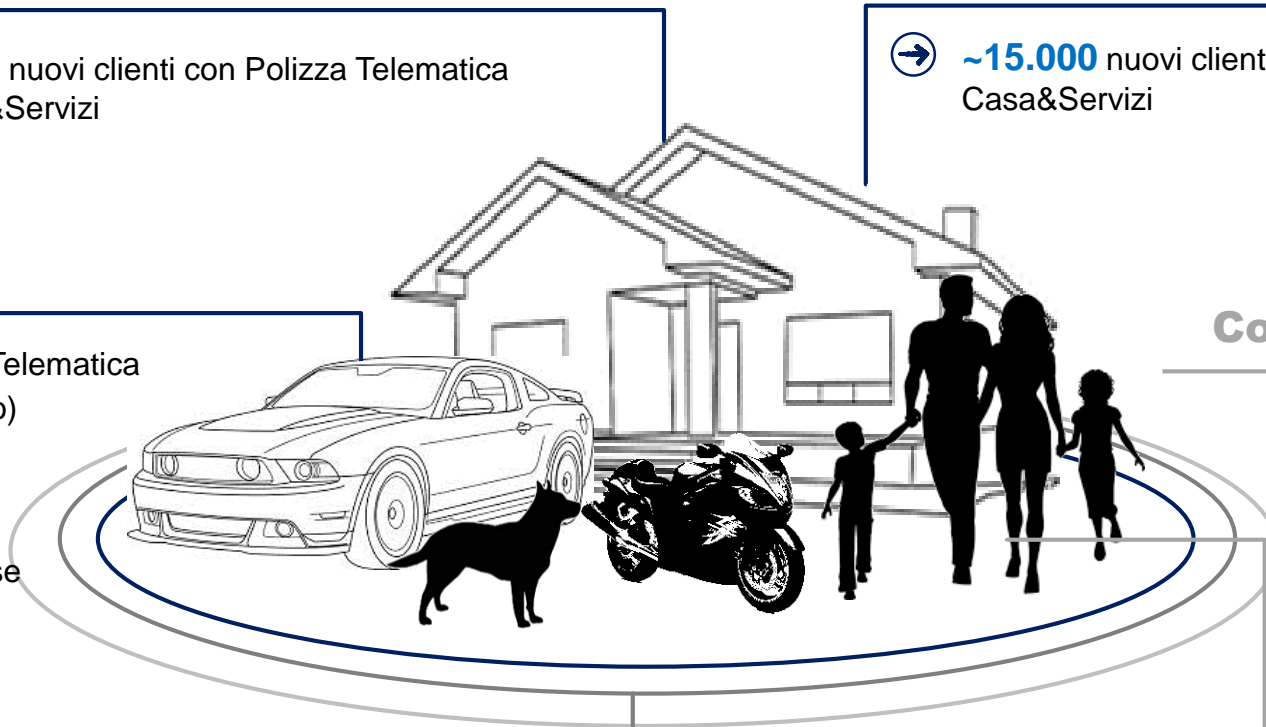 nuovi clienti con Polizza Telematica
&Servizi
~15.000 nuovi client
Casa&Servizi
Co
Telematica
o)
se